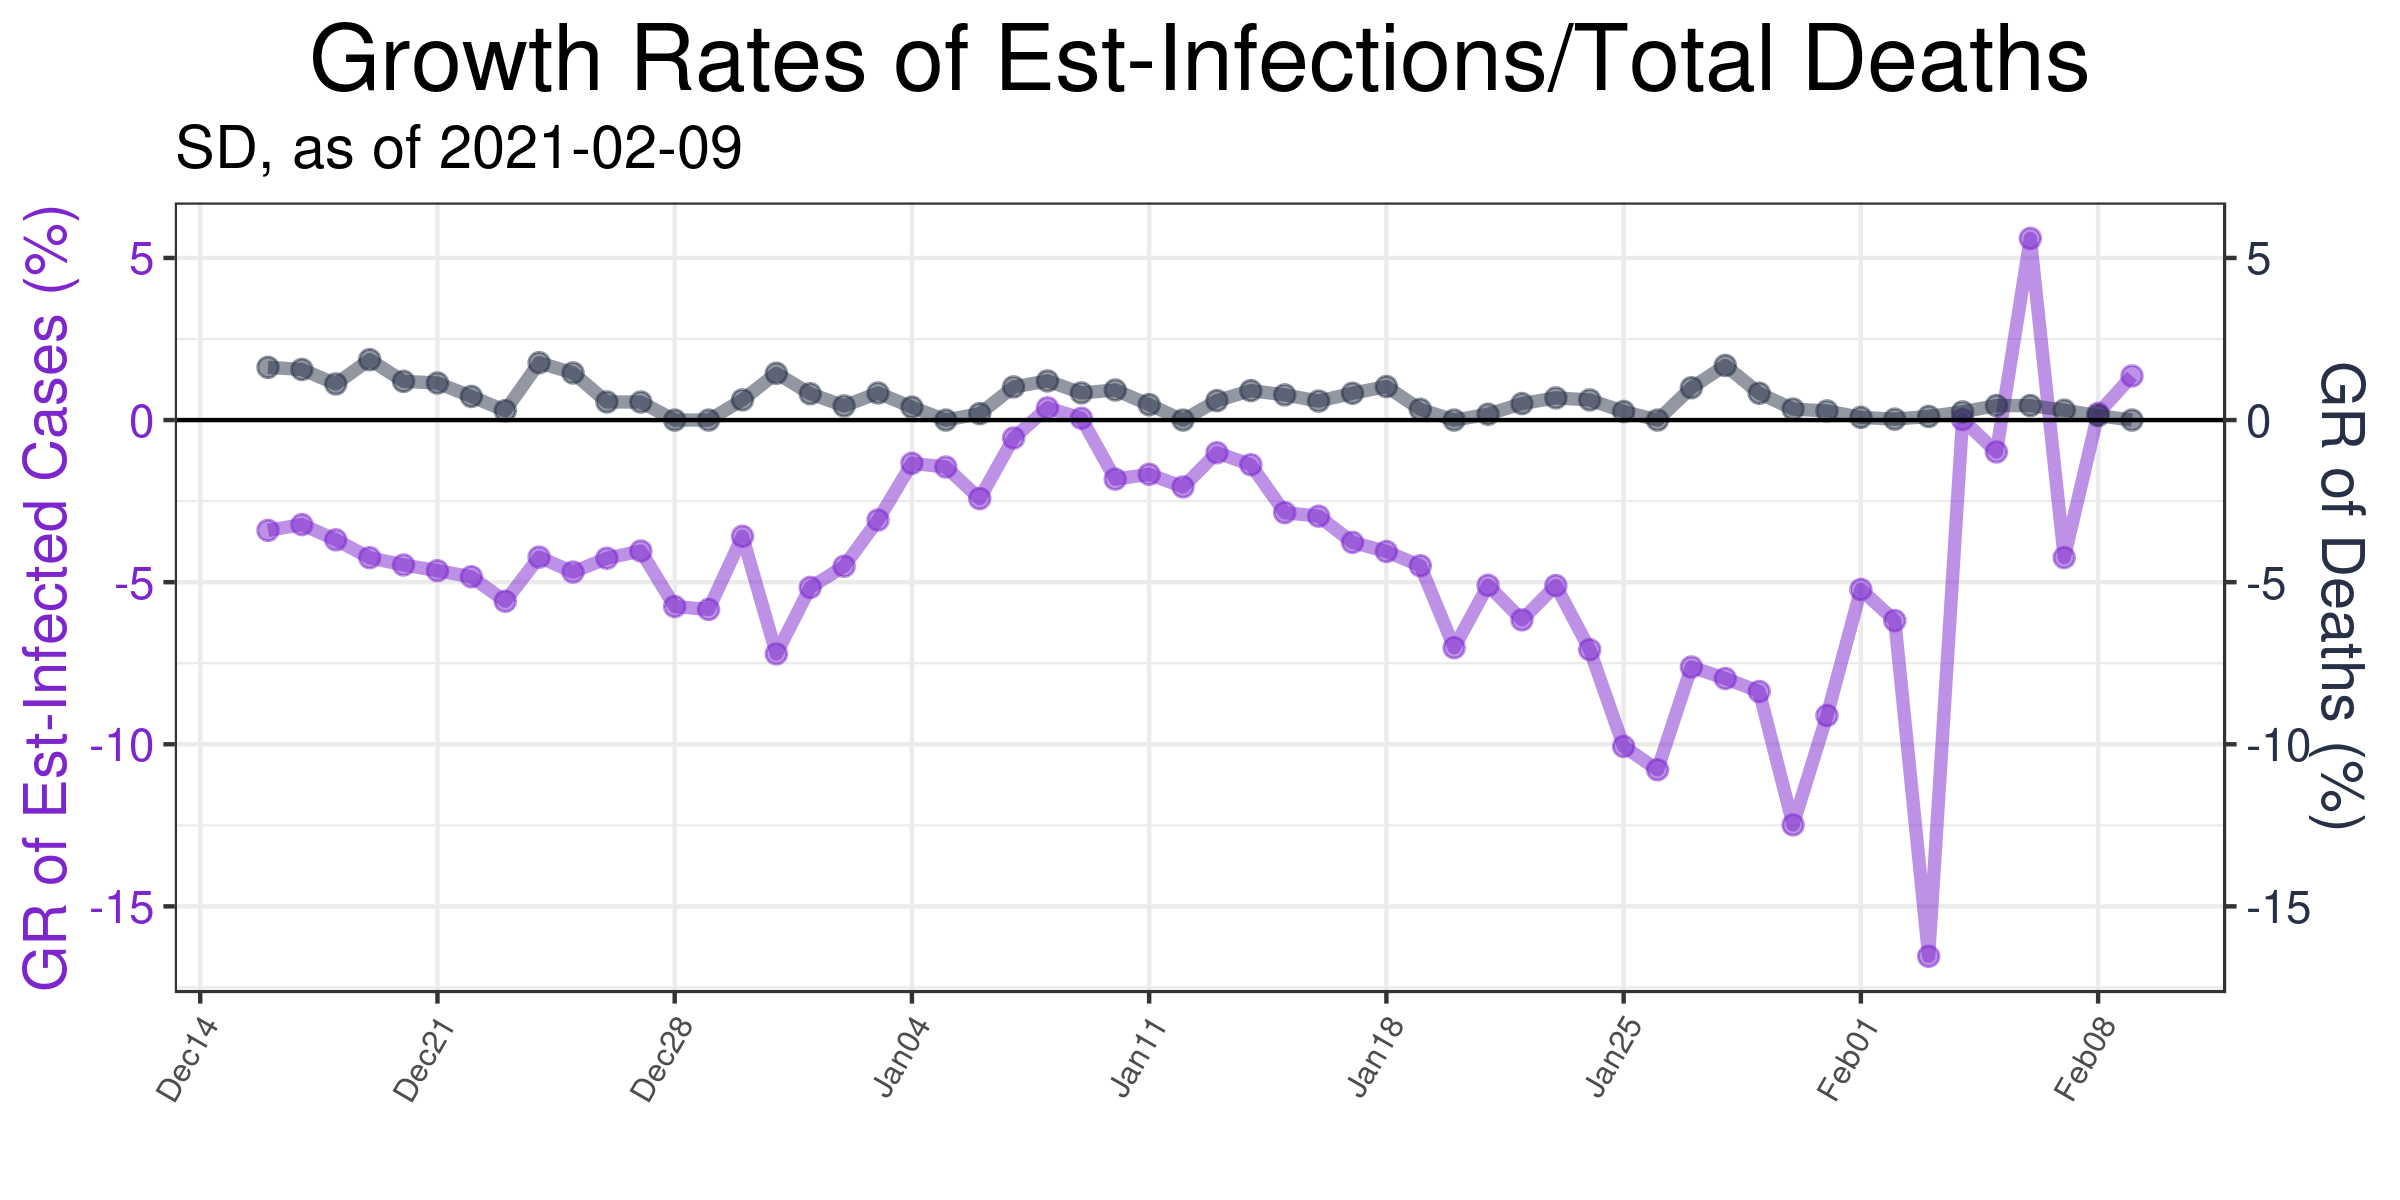 Growth Rates of Est-Infections/Total Deaths
SD, as of 2021-02-09
GR of Est-Infected Cases (%)
5
0
-5
-10
-15
5
0
-5
-10
-15
GR of Deaths (%)
Dec14
Dec21
Dec28
Jan04
Jan11
Jan18
Jan25
Feb01
Feb08